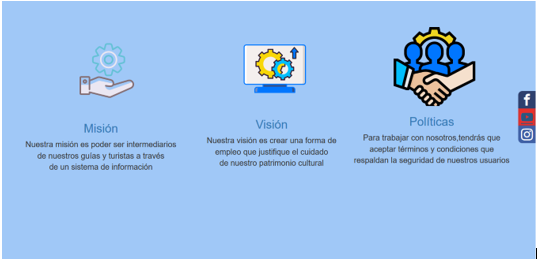 Misión
Nuestra misión es poder ser intermediarios
de nuestros guías y turistas a través
de un sistema de información
Visión
Nuestra visión es crear una forma de
empleo que justifique el cuidado
de nuestro patrimonio cultural
Políticas
Para trabajar con nosotros,tendrás que
aceptar términos y condiciones que
respaldan la seguridad de nuestros usuarios